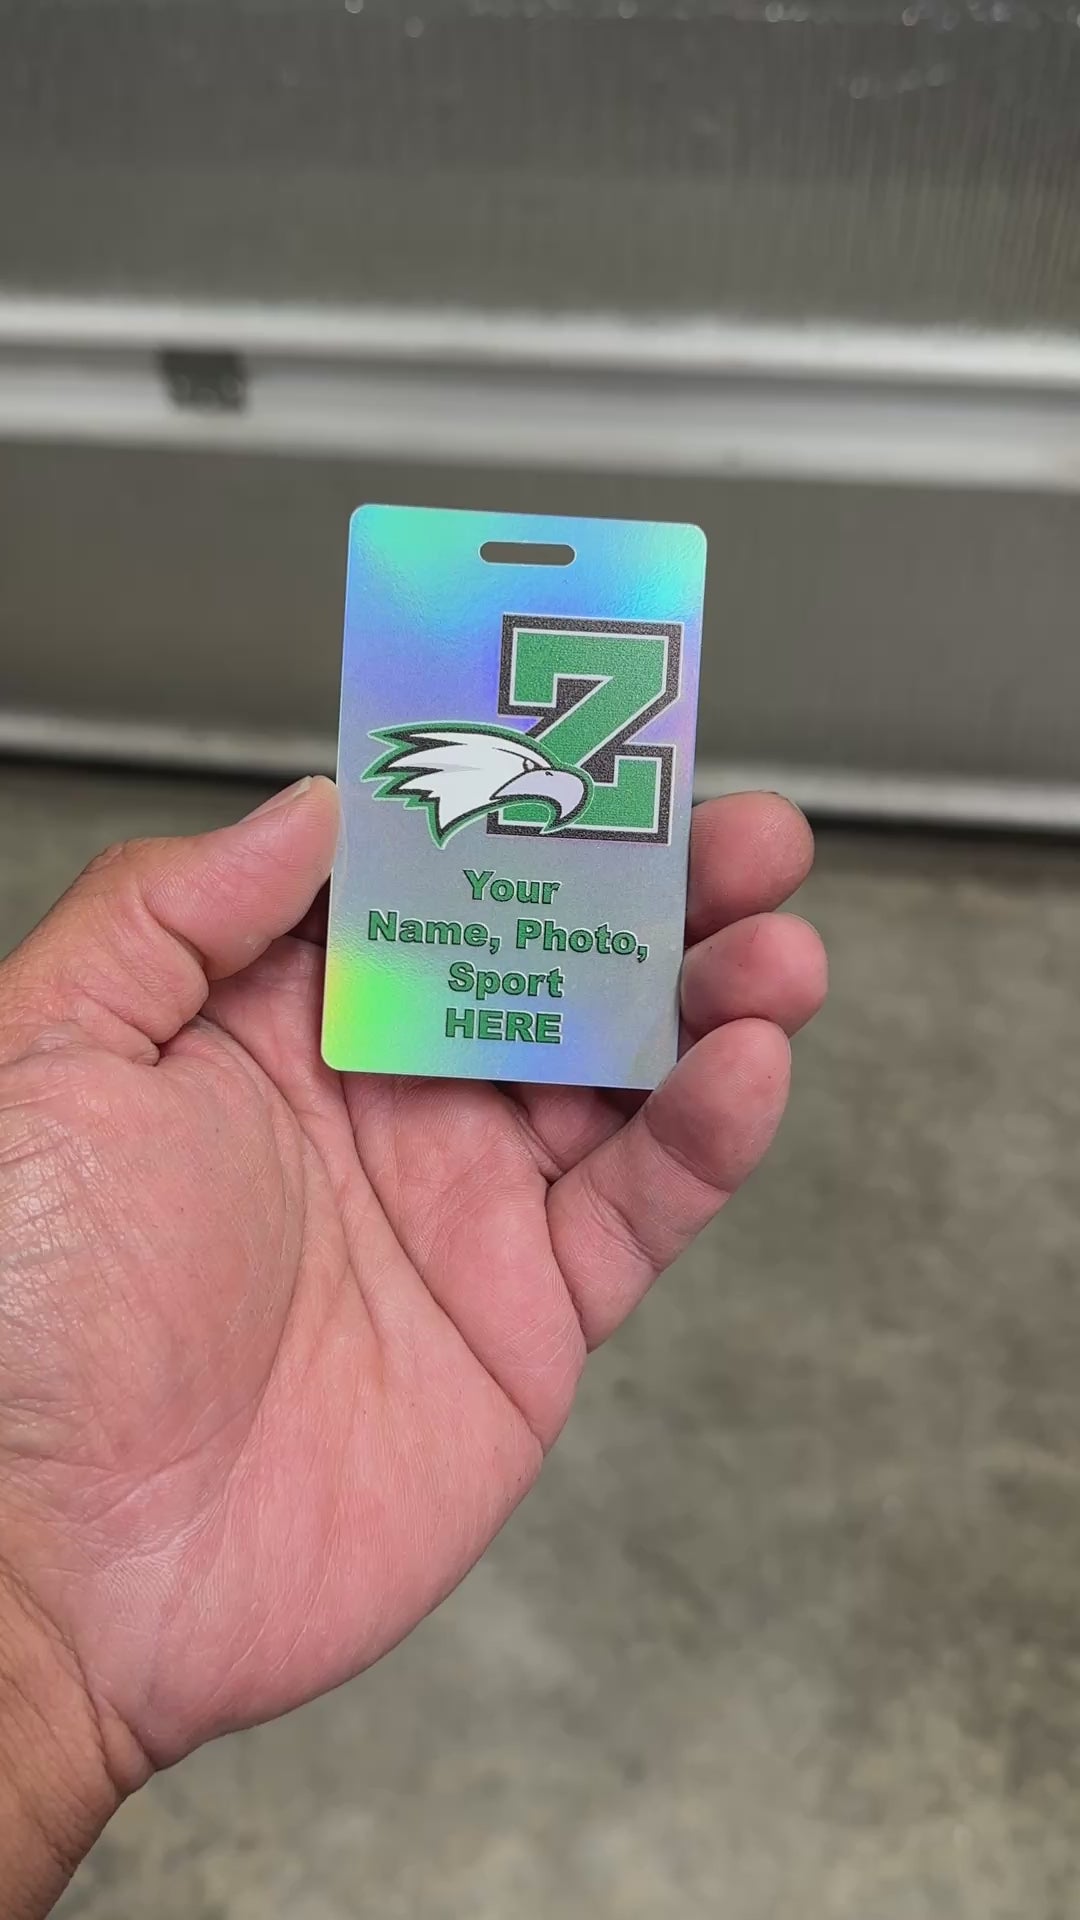 Z
Your
Name, Photo,
Sport
HERE